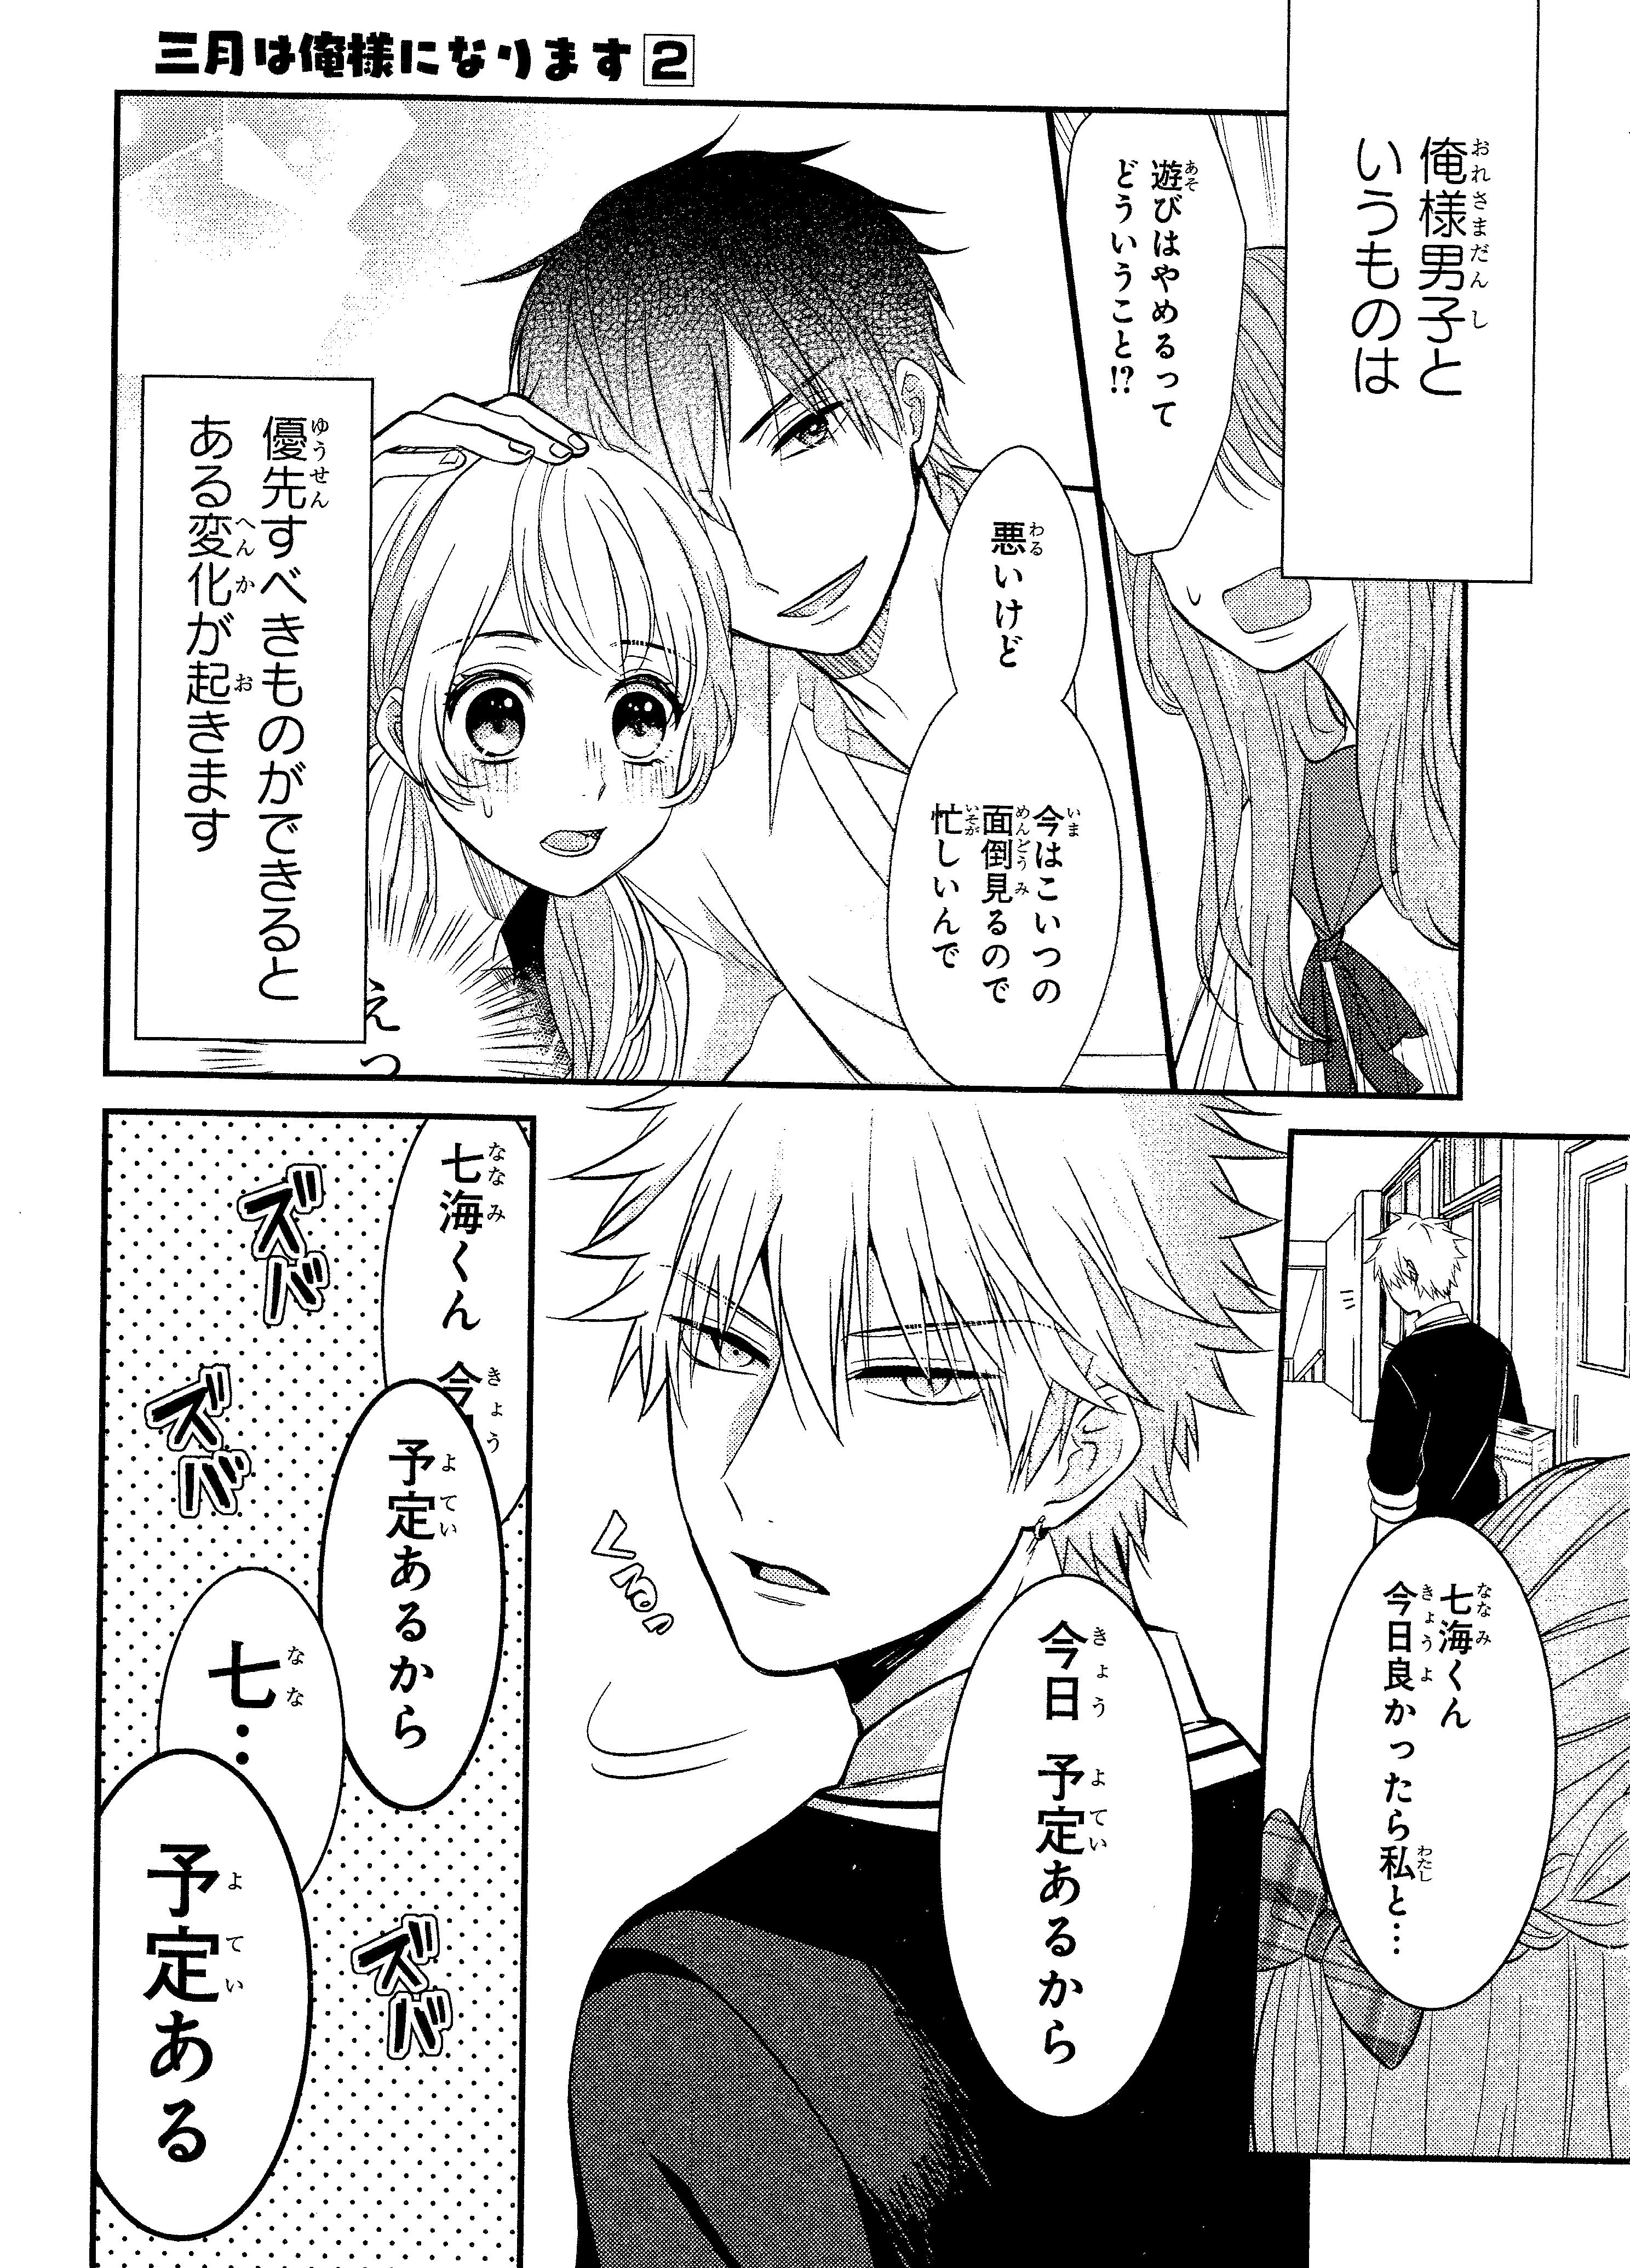 三月は俺様になります2
俺様男子と
いうものは
遊びはやめるって
どういうこと!?
悪いけど
今はこいつの
面倒見るので
忙しいんで
えっ
優先すべきものができると
ある変化が起きます
七海くん
今日良かったら私と…
今日 予定あるから
くるっ
七海くん 今
予定あるから
ズバ
ズバ
七…
予定ある
ズバ